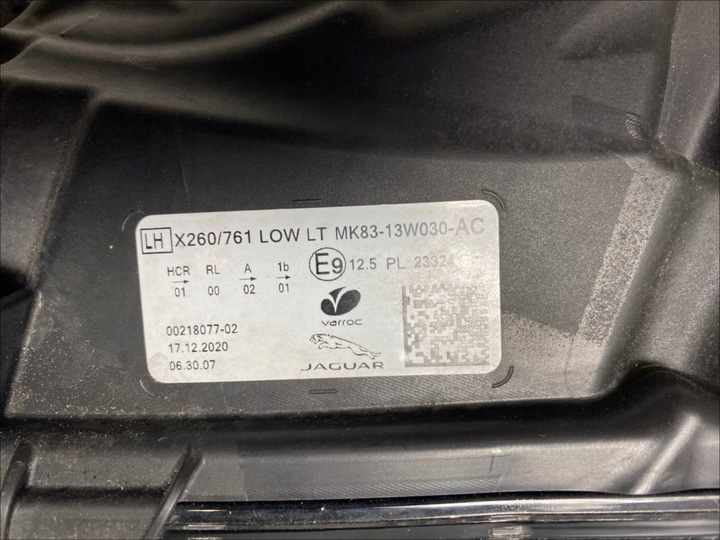 LH X260/761 LOW LT MK83-13W030-AC
HCR RL A 1b
01 00 02 01
E9 12.5 PL 23324
00218077-02
17.12.2020
06.30.07
varroc
JAGUAR